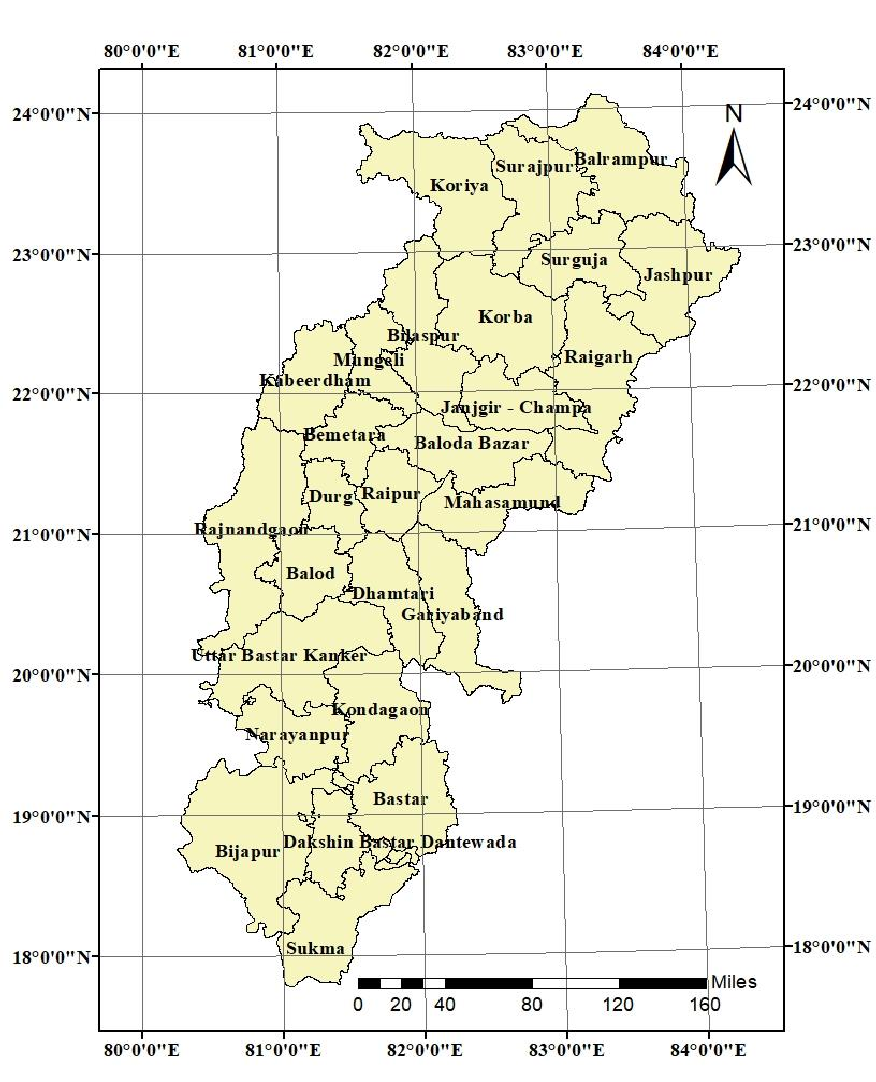 80°0'0"E 81°0'0"E 82°0'0"E 83°0'0"E 84°0'0"E
24°0'0"N 24°0'0"N
N
Balrampur
Surajpur
Koriya
23°0'0"N 23°0'0"N
Surguja
Jashpur
Korba
Bilaspur
Raigarh
Mungeli
Kabeerdham
22°0'0"N 22°0'0"N
Janjgir - Champa
Bemetara
Baloda Bazar
Durg Raipur
Mahasamund
21°0'0"N 21°0'0"N
Rajnandgaon
Balod
Dhamtari
Gariyaband
Uttar Bastar Kanker
20°0'0"N 20°0'0"N
Kondagaon
Narayanpur
Bastar
19°0'0"N 19°0'0"N
Dakshin Bastar Dantewada
Bijapur
Sukma
18°0'0"N 18°0'0"N
Miles
0 20 40 80 120 160
80°0'0"E 81°0'0"E 82°0'0"E 83°0'0"E 84°0'0"E